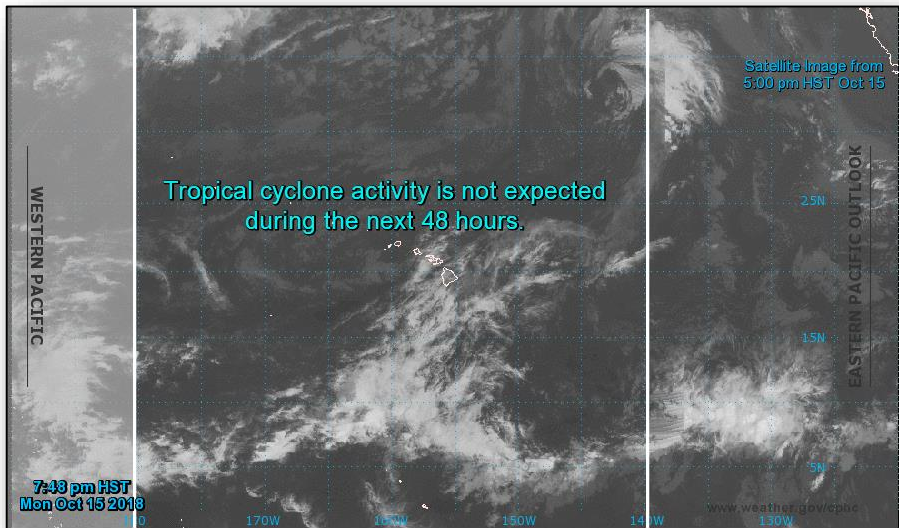 Satellite Image from
5:00 pm HST Oct 15
Tropical cyclone activity is not expected
during the next 48 hours.
WESTERN PACIFIC
EASTERN PACIFIC OUTLOOK
25N
15N
5N
7:48 pm HST
Mon Oct 15 2018
www.weather.gov/cphc
170W
160W
150W
140W
130W